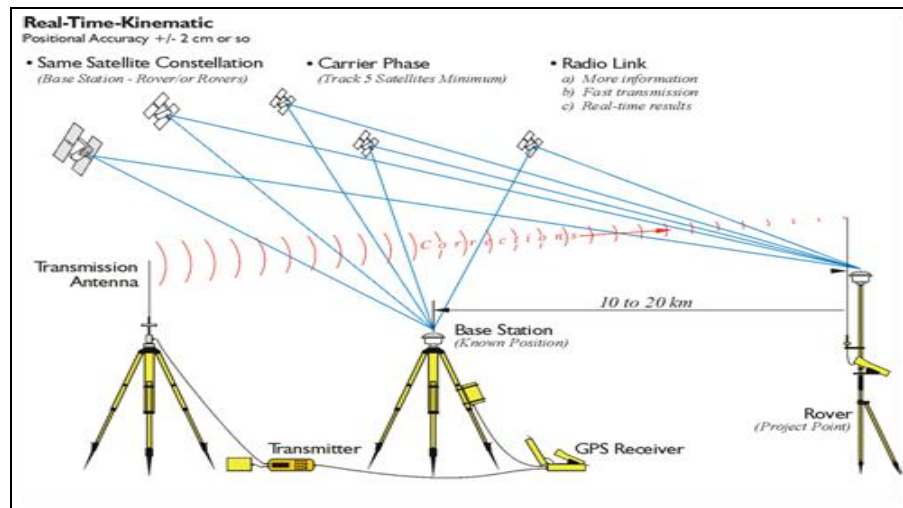 Real-Time-Kinematic
Positional Accuracy +/- 2 cm or so
• Same Satellite Constellation
(Base Station - Rover/or Rovers)
• Carrier Phase
(Track 5 Satellites Minimum)
• Radio Link
a) More information
b) Fast transmission
c) Real-time results
Corrections
Transmission
Antenna
10 to 20 km
Base Station
(Known Position)
Rover
(Project Point)
Transmitter
GPS Receiver